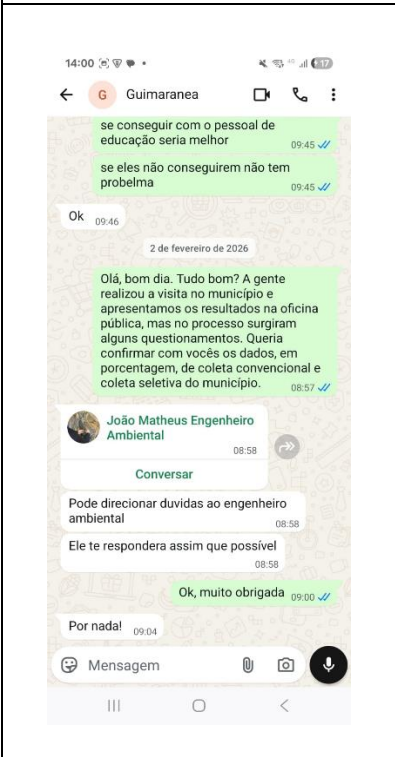 14:00
17
G Guimaranea
se conseguir com o pessoal de
educação seria melhor
09:45
se eles não conseguirem não tem
probelma
09:45
Ok 09:46
2 de fevereiro de 2026
Olá, bom dia. Tudo bom? A gente
realizou a visita no município e
apresentamos os resultados na oficina
pública, mas no processo surgiram
alguns questionamentos. Queria
confirmar com vocês os dados, em
porcentagem, de coleta convencional e
coleta seletiva do município.
08:57
João Matheus Engenheiro
Ambiental
08:58
Conversar
Pode direcionar duvidas ao engenheiro
ambiental
08:58
Ele te respondera assim que possível
08:58
Ok, muito obrigada 09:00
Por nada! 09:04
Mensagem